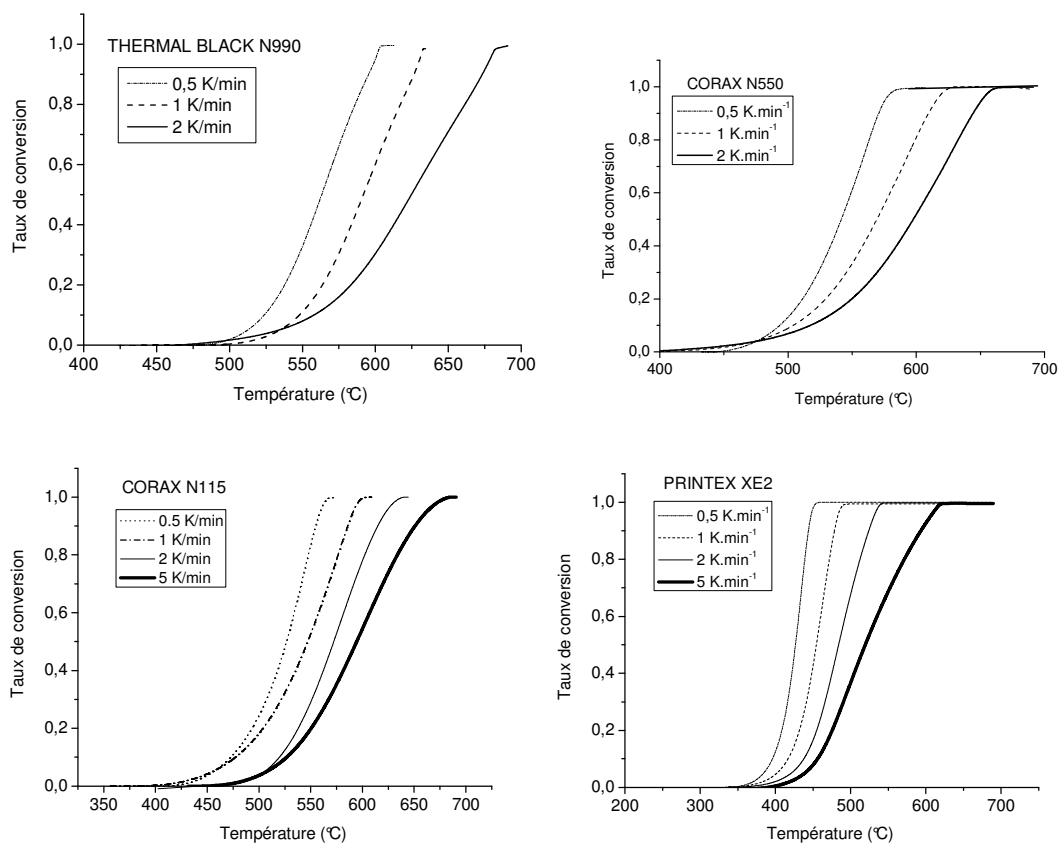 THERMAL BLACK N990
0,5 K/min
1 K/min
2 K/min
Taux de conversion
1,0
0,8
0,6
0,4
0,2
0,0
400 450 500 550 600 650 700
Température (°C)
CORAX N550
0,5 K.min⁻¹
1 K.min⁻¹
2 K.min⁻¹
Taux de conversion
1,0
0,8
0,6
0,4
0,2
0,0
400 500 600 700
Température (°C)
CORAX N115
0.5 K/min
1 K/min
2 K/min
5 K/min
Taux de conversion
1,0
0,8
0,6
0,4
0,2
0,0
350 400 450 500 550 600 650 700
Température (°C)
PRINTEX XE2
0,5 K.min⁻¹
1 K.min⁻¹
2 K.min⁻¹
5 K.min⁻¹
Taux de conversion
1,0
0,8
0,6
0,4
0,2
0,0
200 300 400 500 600 700
Température (°C)